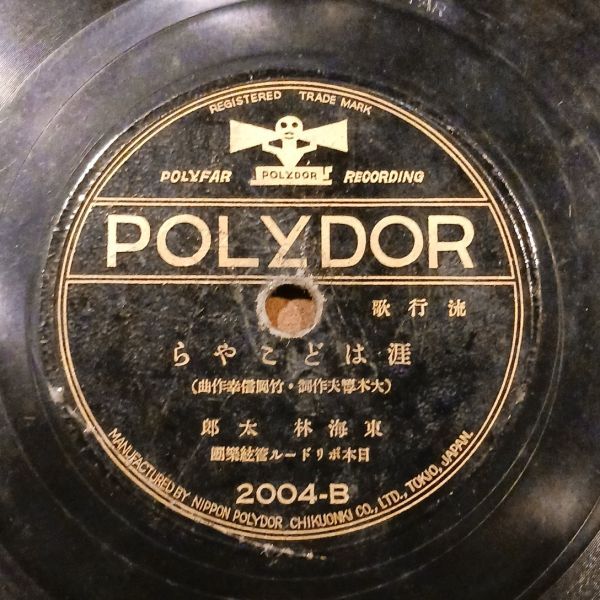 REGISTERED TRADE MARK
POLYFAR POLYDOR RECORDING
POLYDOR
流行歌
涯はどこやら
(大木惇夫作詞・竹岡信幸作曲)
東海林太郎
日本ポリドール管絃樂團
2004-B
MANUFACTURED BY NIPPON POLYDOR CHIKUONKI CO., LTD., TOKIO, JAPAN.